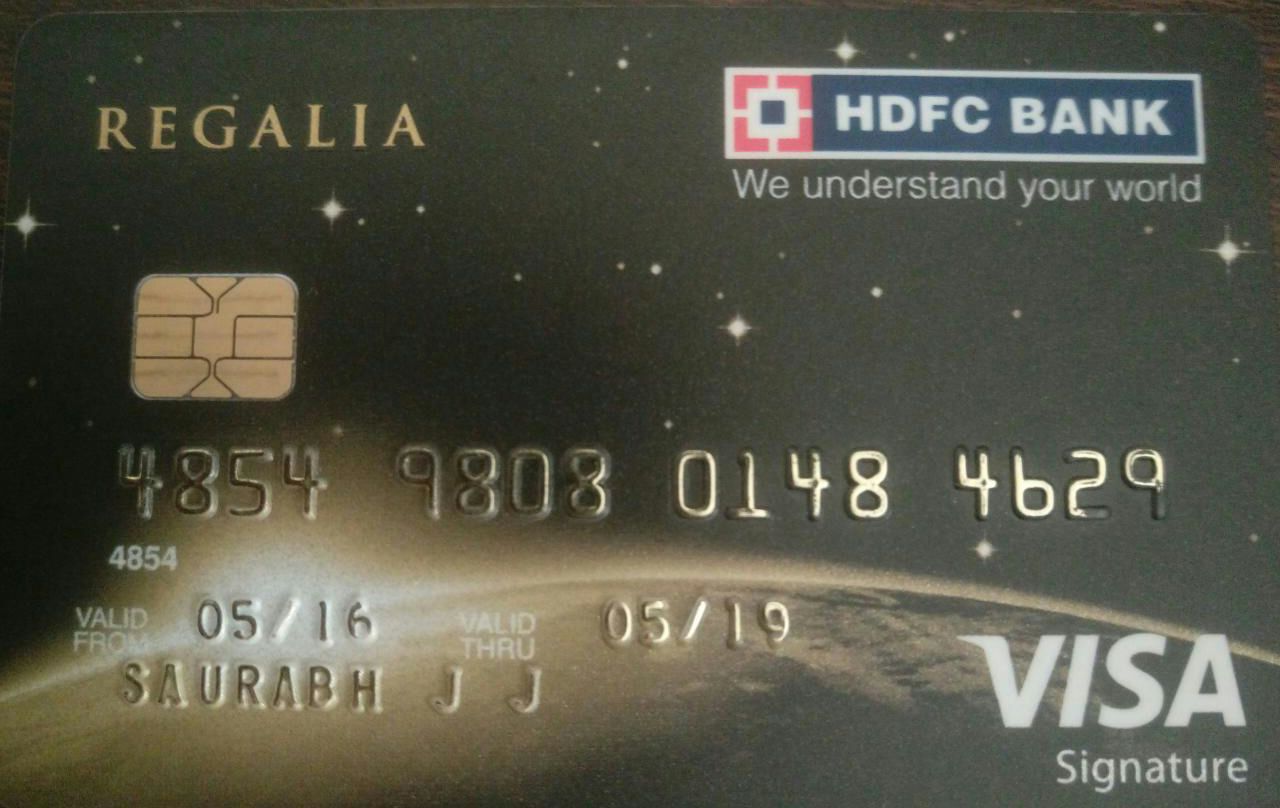 REGALIA
HDFC BANK
We understand your world
4854 9808 0148 4629
4854
VALID FROM 05/16 VALID THRU 05/19
SAURABH J J
VISA
Signature